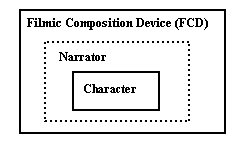 Filmic Composition Device (FCD)
Narrator
Character